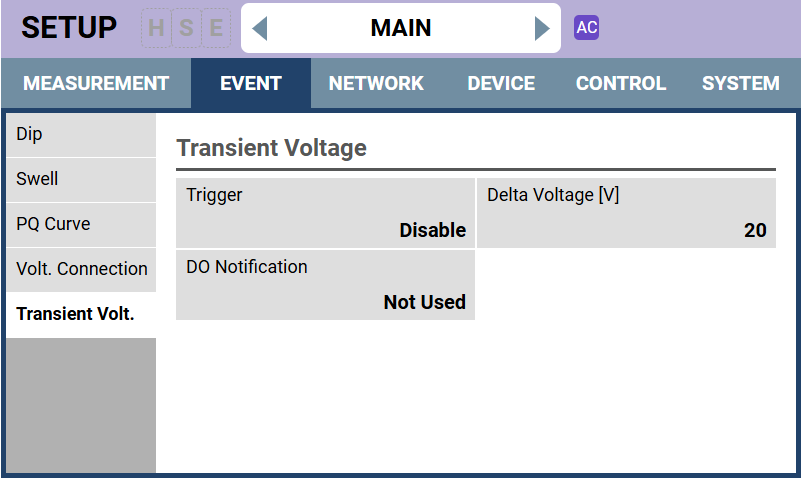 SETUP H S E MAIN AC
MEASUREMENT EVENT NETWORK DEVICE CONTROL SYSTEM
Dip
Swell
PQ Curve
Volt. Connection
Transient Volt.
Transient Voltage
Trigger
Disable
Delta Voltage [V]
20
DO Notification
Not Used